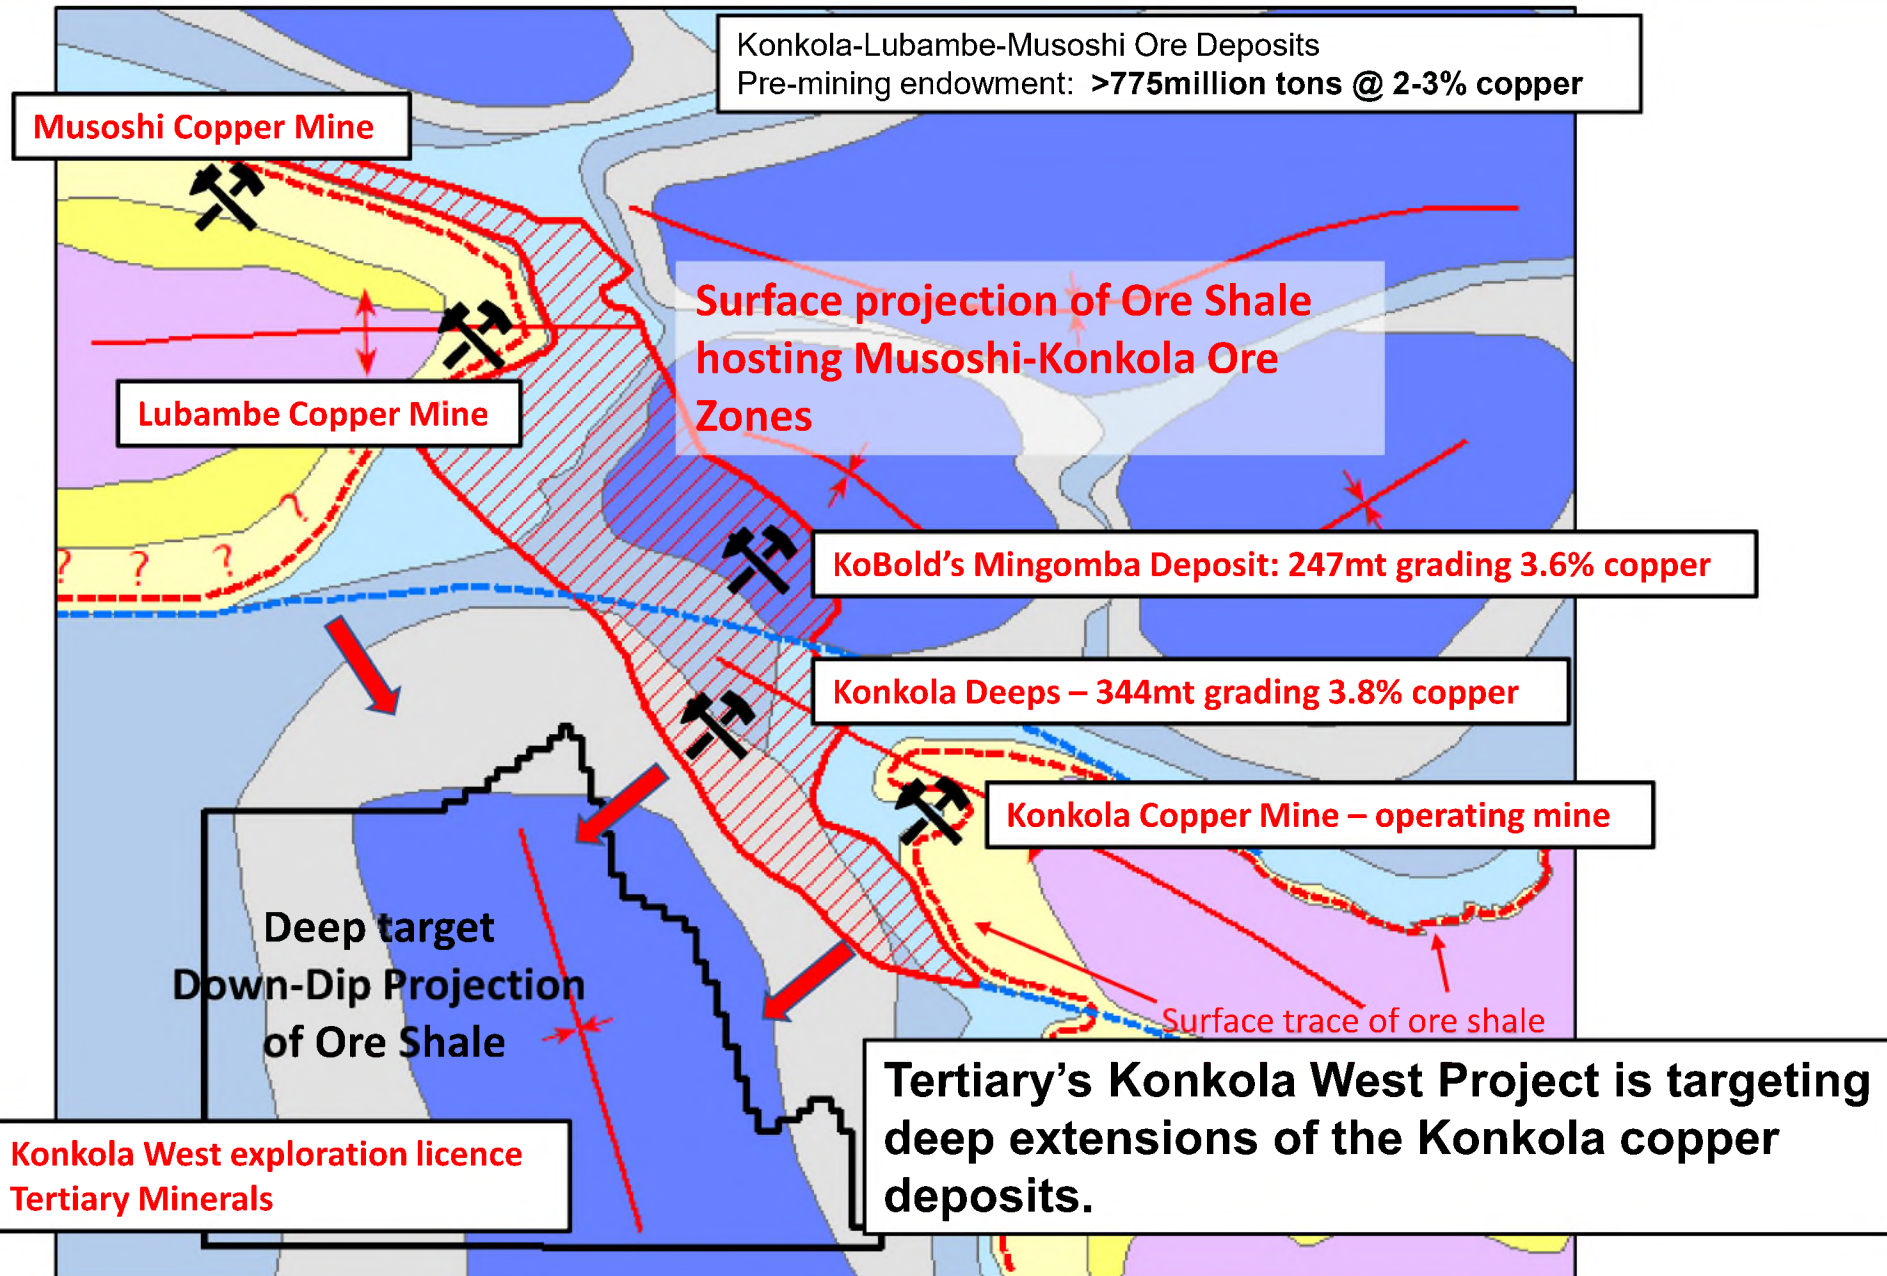 Konkola-Lubambe-Musoshi Ore Deposits
Pre-mining endowment:  >775million tons @ 2-3% copper
Musoshi Copper Mine
Surface projection of Ore Shale
hosting Musoshi-Konkola Ore
Zones
Lubambe Copper Mine
?
? ? ?
KoBold's Mingomba Deposit: 247mt grading 3.6% copper
Konkola Deeps – 344mt grading 3.8% copper
Konkola Copper Mine – operating mine
Deep target
Down-Dip Projection
of Ore Shale
Surface trace of ore shale
Tertiary's Konkola West Project is targeting
deep extensions of the Konkola copper
deposits.
Konkola West exploration licence
Tertiary Minerals